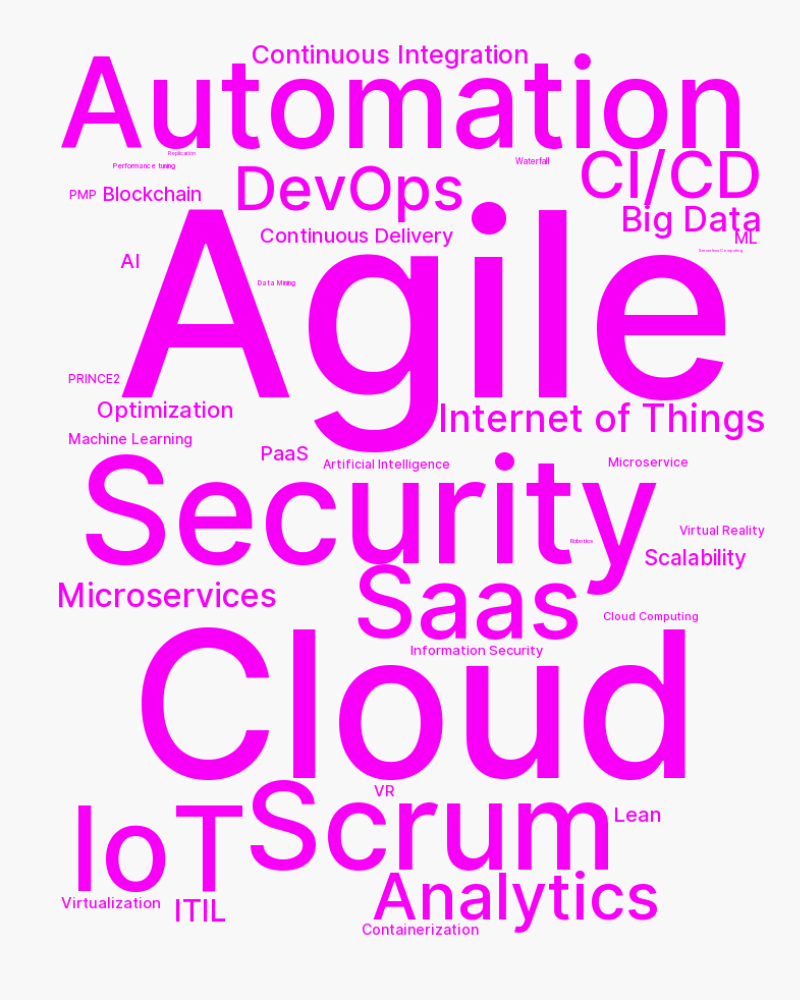 Continuous Integration
Automation
Replication
Waterfall
Performance tuning
CI/CD
DevOps
PMP
Blockchain
Big Data
Continuous Delivery
ML
Serverless Computing
AI
Agile
Data Mining
PRINCE2
Optimization
Internet of Things
Machine Learning
PaaS
Artificial Intelligence
Microservice
Security
Virtual Reality
Robotics
Scalability
Microservices
Saas
Cloud Computing
Information Security
Cloud
VR
Scrum
Lean
IoT
Analytics
Virtualization
ITIL
Containerization